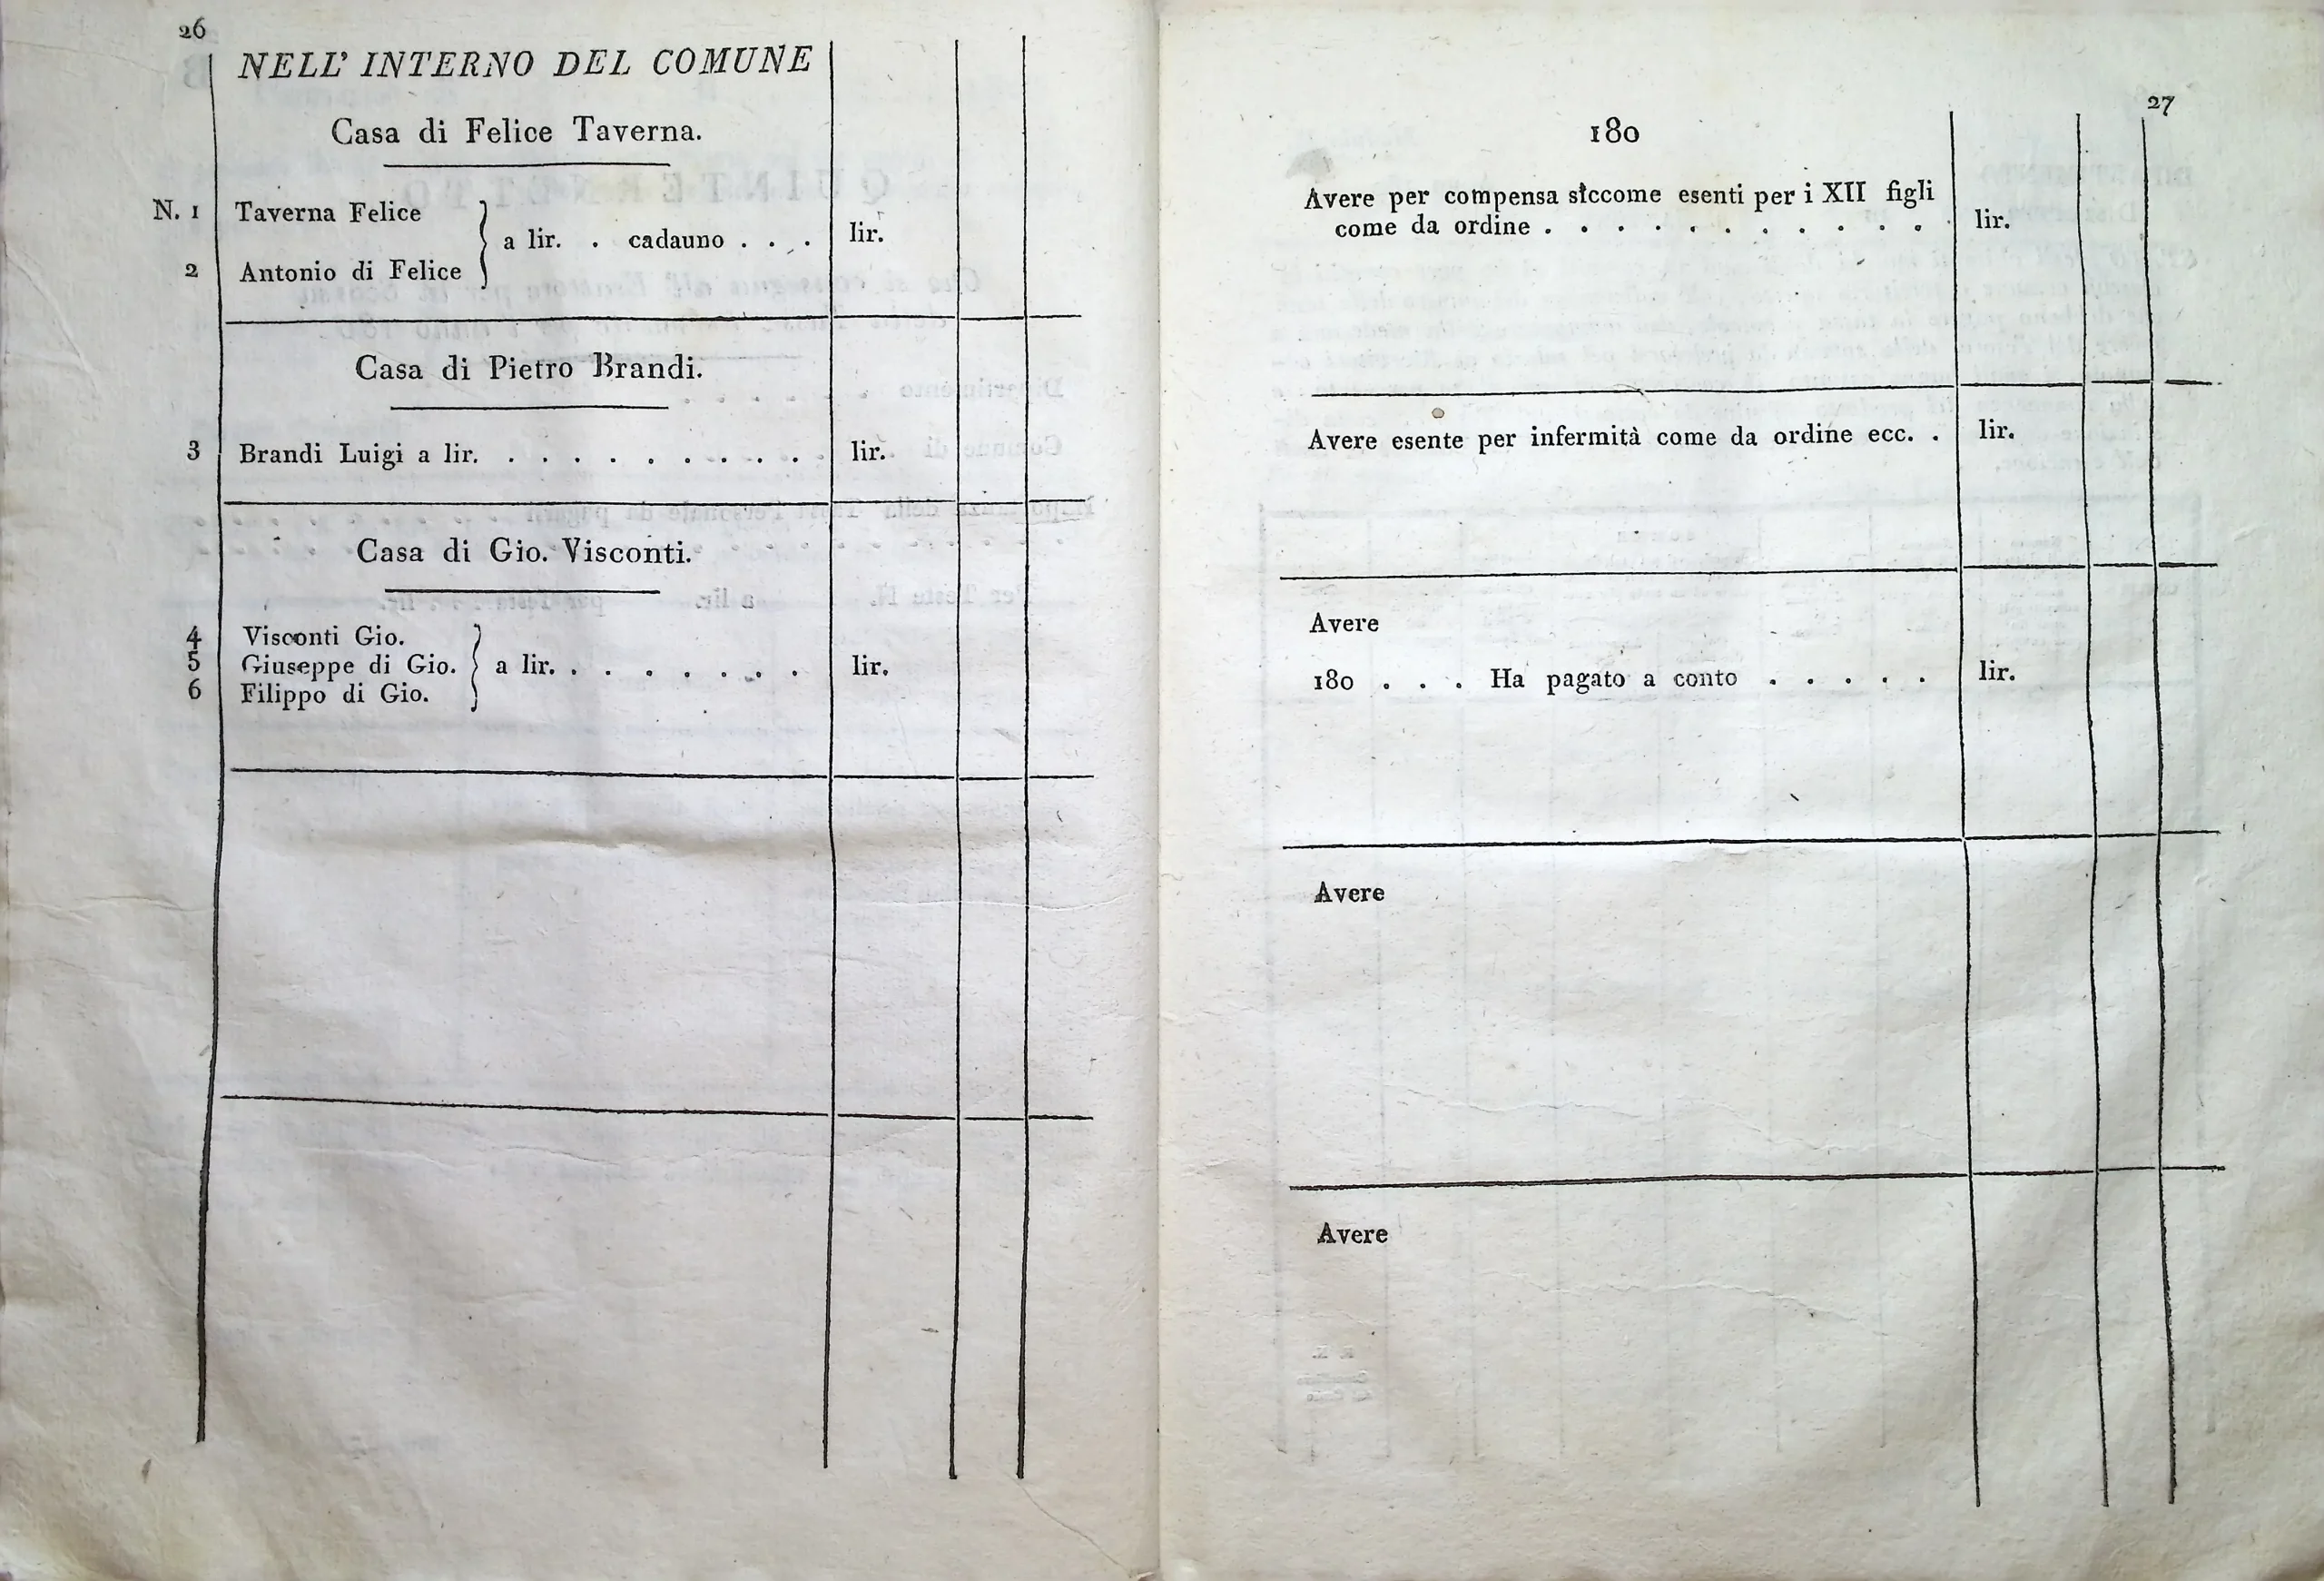 26
NELL' INTERNO DEL COMUNE
Casa di Felice Taverna.
N. 1 Taverna Felice
a lir. . cadauno . . . lir.
2 Antonio di Felice
Casa di Pietro Brandi.
3 Brandi Luigi a lir. . . . . . . . . . . . . lir.
Casa di Gio. Visconti.
4 Visconti Gio.
5 Giuseppe di Gio. a lir. . . . . . . . lir.
6 Filippo di Gio.
27
180
Avere per compensa siccome esenti per i XII figli
come da ordine . . . . . . . . . . . . lir.
Avere esente per infermità come da ordine ecc. . lir.
Avere
180 . . . Ha pagato a conto . . . . . lir.
Avere
Avere